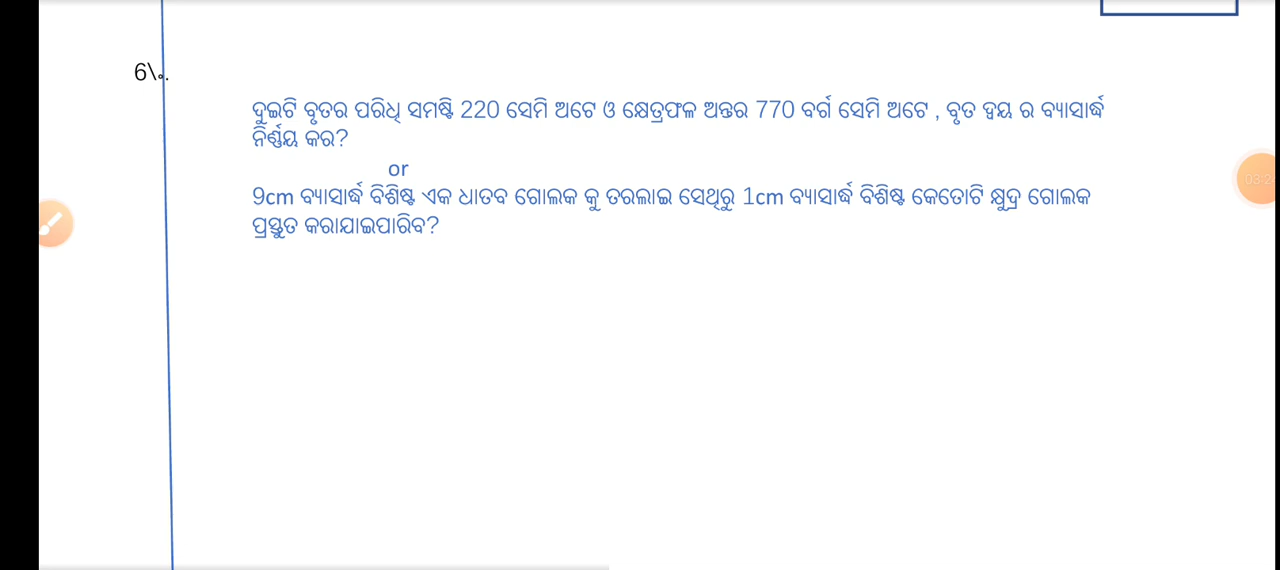 6\০.
ଦୁଇଟି ବୃତର ପରିଧି ସମଷ୍ଟି 220 ସେମି ଅଟେ ଓ କ୍ଷେତ୍ରଫଳ ଅନ୍ତର 770 ବର୍ଗ ସେମି ଅଟେ , ବୃତ ଦ୍ଵୟ ର ବ୍ୟାସାର୍ଦ୍ଧ
ନିର୍ଣ୍ଣୟ କର?
or
9cm ବ୍ୟାସାର୍ଦ୍ଧ ବିଶିଷ୍ଟ ଏକ ଧାତବ ଗୋଲକ କୁ ତରଲାଇ ସେଥିରୁ 1cm ବ୍ୟାସାର୍ଦ୍ଧ ବିଶିଷ୍ଟ କେତୋଟି କ୍ଷୁଦ୍ର ଗୋଲକ
ପ୍ରସ୍ତୁତ କରାଯାଇପାରିବ?